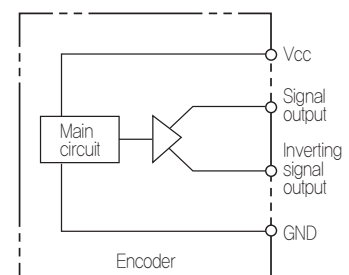 Vcc
Signal
output
Main
circuit
Inverting
signal
output
GND
Encoder